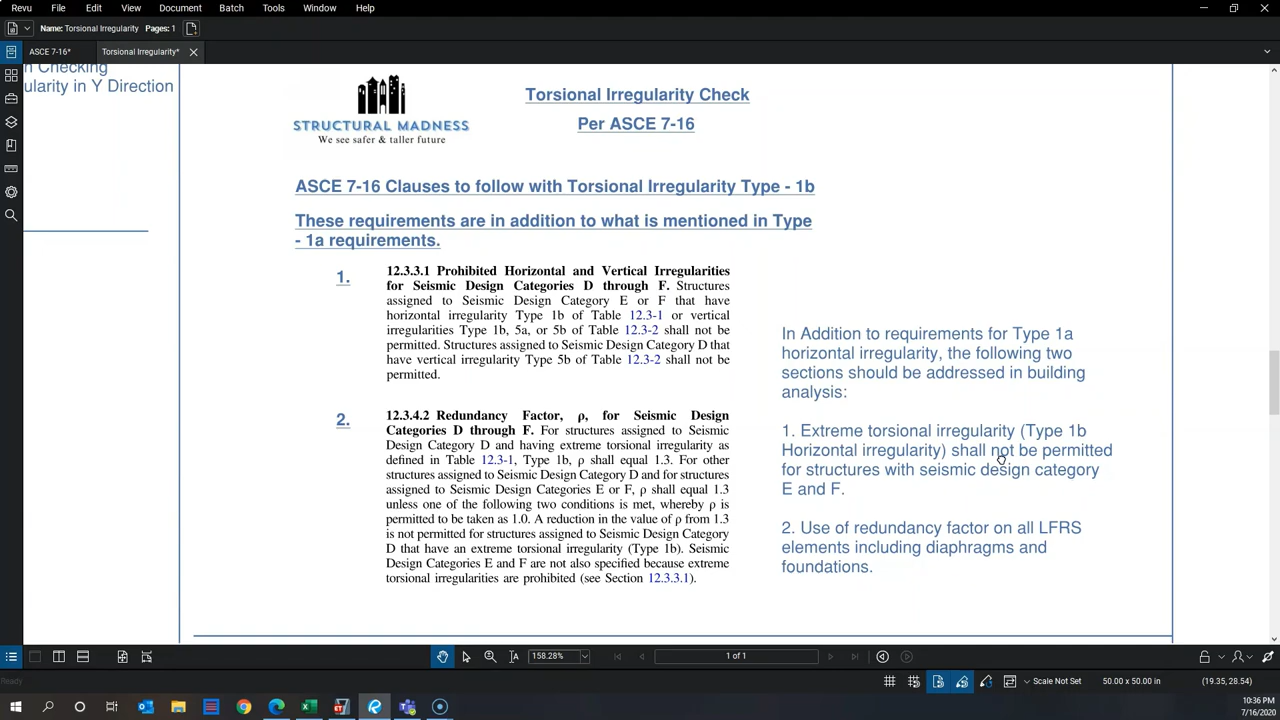 Revu File Edit View Document Batch Tools Window Help
Name: Torsional Irregularity Pages: 1
ASCE 7-16* Torsional Irregularity*
n Checking
ularity in Y Direction
STRUCTURAL MADNESS
We see safer & taller future
Torsional Irregularity Check
Per ASCE 7-16
ASCE 7-16 Clauses to follow with Torsional Irregularity Type - 1b
These requirements are in addition to what is mentioned in Type
- 1a requirements.
1.
12.3.3.1 Prohibited Horizontal and Vertical Irregularities
for Seismic Design Categories D through F. Structures
assigned to Seismic Design Category E or F that have
horizontal irregularity Type 1b of Table 12.3-1 or vertical
irregularities Type 1b, 5a, or 5b of Table 12.3-2 shall not be
permitted. Structures assigned to Seismic Design Category D that
have vertical irregularity Type 5b of Table 12.3-2 shall not be
permitted.
2.
12.3.4.2 Redundancy Factor, ρ, for Seismic Design
Categories D through F. For structures assigned to Seismic
Design Category D and having extreme torsional irregularity as
defined in Table 12.3-1, Type 1b, ρ shall equal 1.3. For other
structures assigned to Seismic Design Category D and for structures
assigned to Seismic Design Categories E or F, ρ shall equal 1.3
unless one of the following two conditions is met, whereby ρ is
permitted to be taken as 1.0. A reduction in the value of ρ from 1.3
is not permitted for structures assigned to Seismic Design Category
D that have an extreme torsional irregularity (Type 1b). Seismic
Design Categories E and F are not also specified because extreme
torsional irregularities are prohibited (see Section 12.3.3.1).
In Addition to requirements for Type 1a
horizontal irregularity, the following two
sections should be addressed in building
analysis:
1. Extreme torsional irregularity (Type 1b
Horizontal irregularity) shall not be permitted
for structures with seismic design category
E and F.
2. Use of redundancy factor on all LFRS
elements including diaphragms and
foundations.
158.28%
1 of 1
Ready
Scale Not Set
50.00 x 50.00 in
(19.35, 28.54)
10:36 PM
7/16/2020